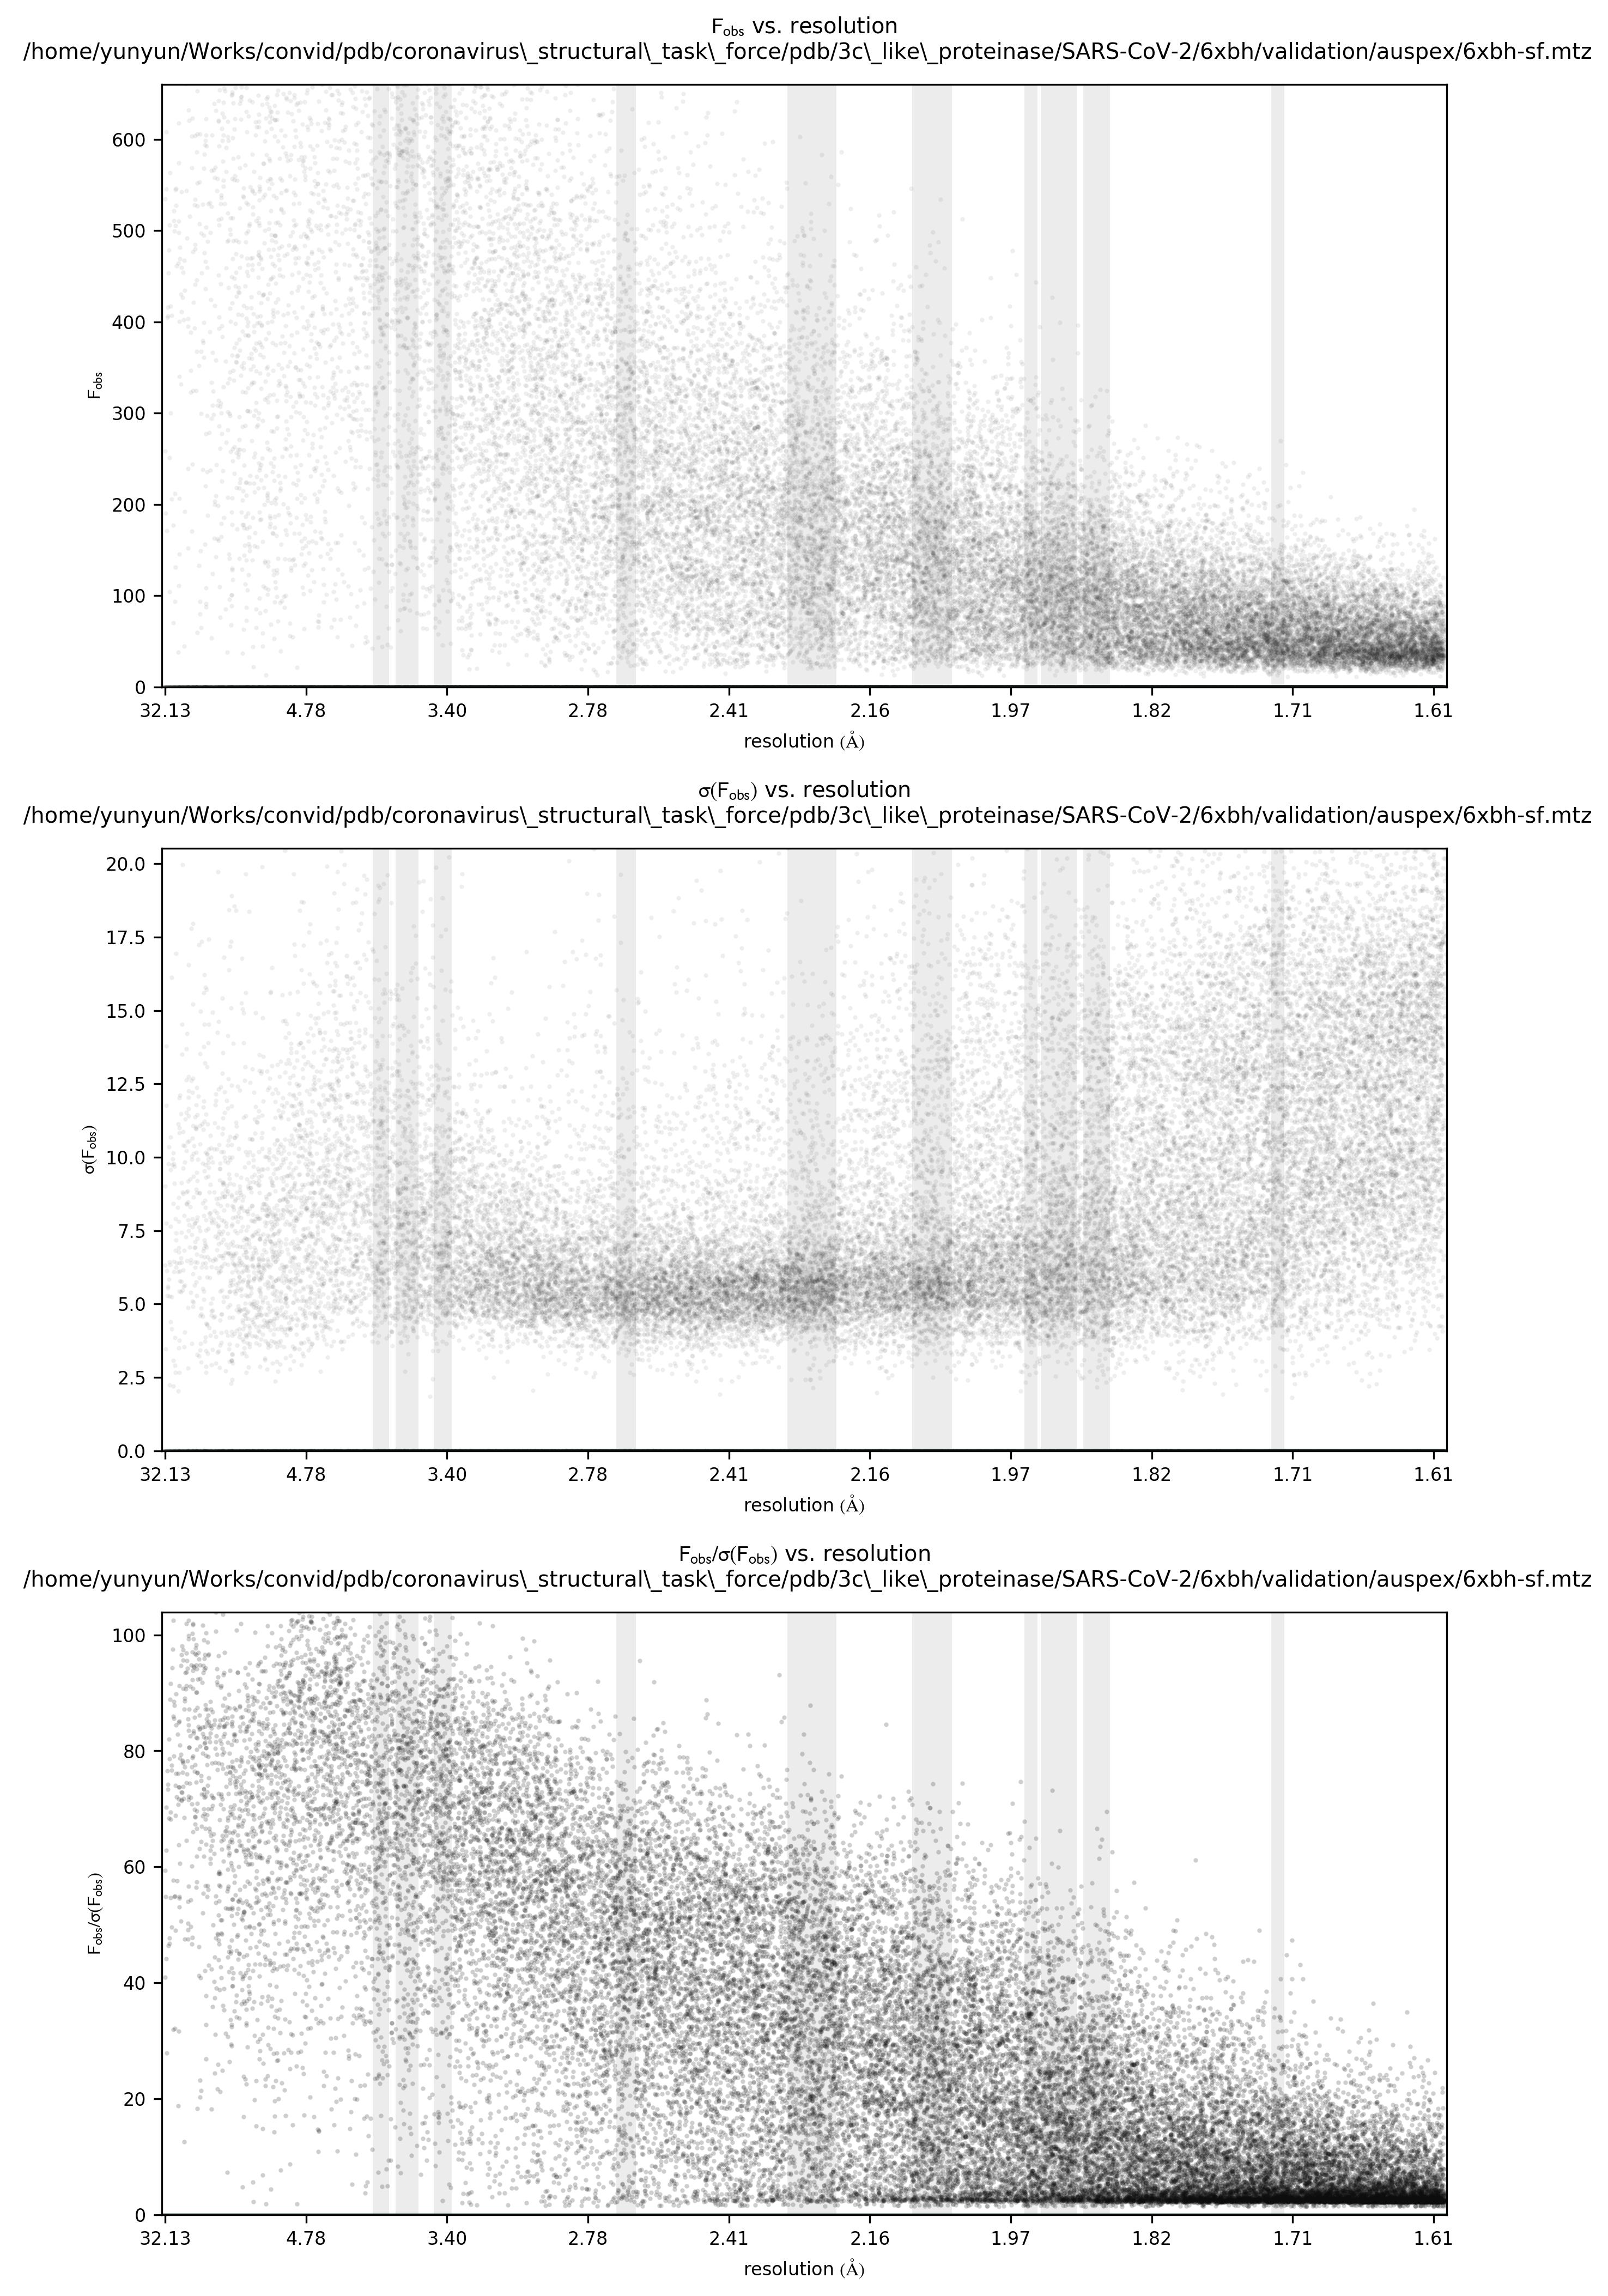 Fobs vs. resolution
/home/yunyun/Works/convid/pdb/coronavirus\_structural\_task\_force/pdb/3c\_like\_proteinase/SARS-CoV-2/6xbh/validation/auspex/6xbh-sf.mtz
600
500
400
300
200
100
0
Fobs
32.13 4.78 3.40 2.78 2.41 2.16 1.97 1.82 1.71 1.61
resolution (Å)
σ(Fobs) vs. resolution
/home/yunyun/Works/convid/pdb/coronavirus\_structural\_task\_force/pdb/3c\_like\_proteinase/SARS-CoV-2/6xbh/validation/auspex/6xbh-sf.mtz
20.0
17.5
15.0
12.5
10.0
7.5
5.0
2.5
0.0
σ(Fobs)
32.13 4.78 3.40 2.78 2.41 2.16 1.97 1.82 1.71 1.61
resolution (Å)
Fobs/σ(Fobs) vs. resolution
/home/yunyun/Works/convid/pdb/coronavirus\_structural\_task\_force/pdb/3c\_like\_proteinase/SARS-CoV-2/6xbh/validation/auspex/6xbh-sf.mtz
100
80
60
40
20
0
Fobs/σ(Fobs)
32.13 4.78 3.40 2.78 2.41 2.16 1.97 1.82 1.71 1.61
resolution (Å)